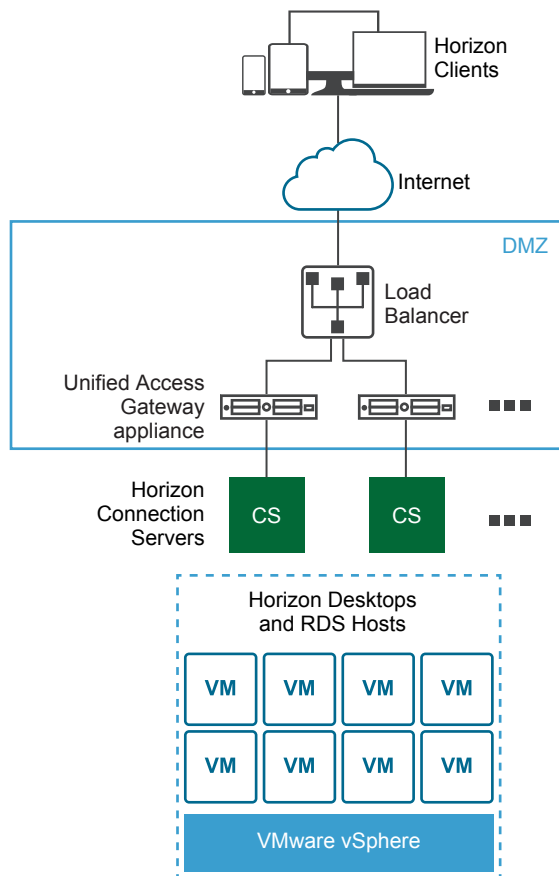 Horizon
Clients
Internet
DMZ
Load
Balancer
Unified Access
Gateway
appliance
Horizon
Connection
Servers
CS
CS
Horizon Desktops
and RDS Hosts
VM
VM
VM
VM
VM
VM
VM
VM
VMware vSphere